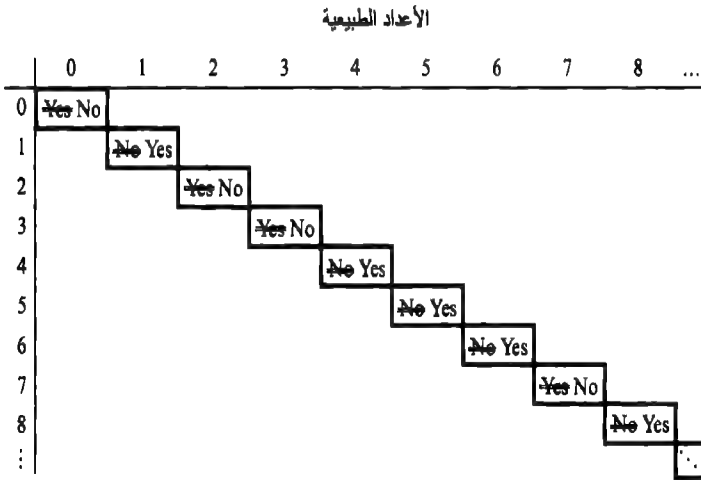 الأعداد الطبيعية
0 1 2 3 4 5 6 7 8 ...
0 Yes No
1 No Yes
2 Yes No
3 Yes No
4 No Yes
5 No Yes
6 No Yes
7 Yes No
8 No Yes
⋮ ⋱